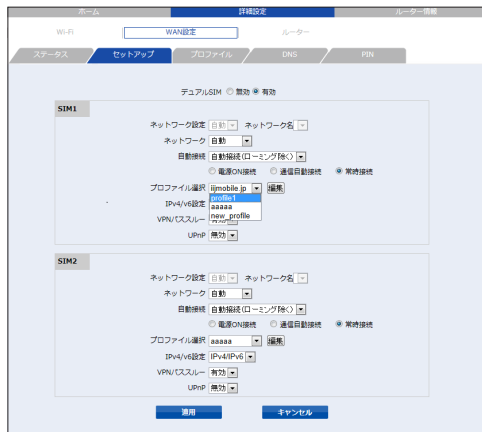 ホーム 詳細設定 ルーター情報
Wi-Fi WAN設定 ルーター
ステータス セットアップ プロファイル DNS PIN
デュアルSIM 無効 有効
SIM1
ネットワーク設定 自動 ネットワーク名
ネットワーク 自動
自動接続 自動接続(ローミング除く)
電源ON接続 通信自動接続 常時接続
プロファイル選択 iijmobile.jp 編集
profile1
IPv4/v6設定 aaaaa
new_profile
VPNパススルー 有効
UPnP 無効
SIM2
ネットワーク設定 自動 ネットワーク名
ネットワーク 自動
自動接続 自動接続(ローミング除く)
電源ON接続 通信自動接続 常時接続
プロファイル選択 aaaaa 編集
IPv4/v6設定 IPv4/IPv6
VPNパススルー 有効
UPnP 無効
適用 キャンセル